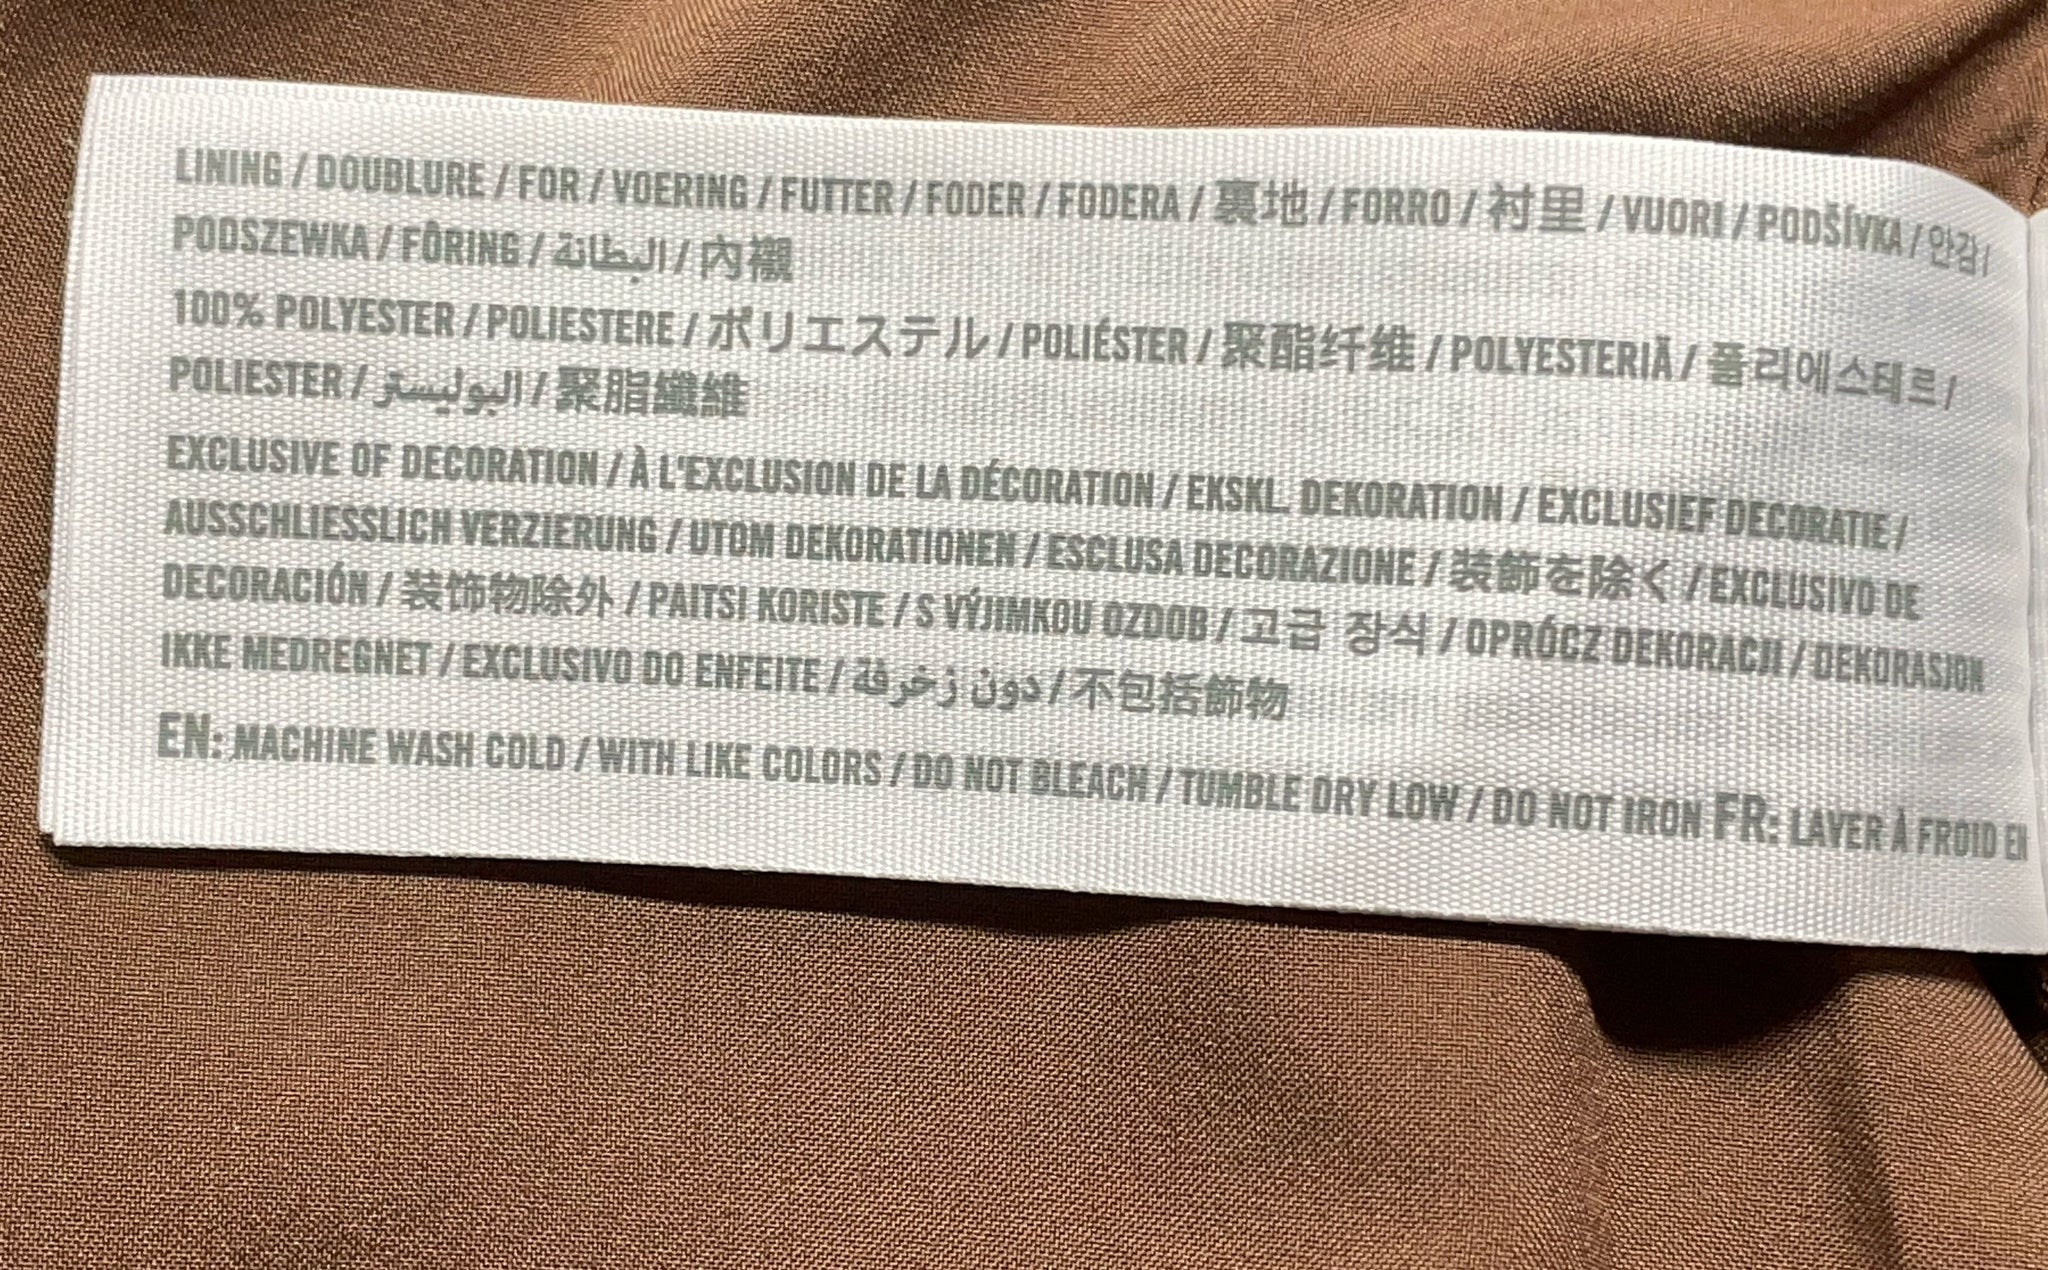 LINING / DOUBLURE / FOR / VOERING / FUTTER / FODER / FODERA / 裏地 / FORRO / 衬里 / VUORI / PODŠÍVKA / 안감 /
PODSZEWKA / FÔRING / البطانة / 內襯
100% POLYESTER / POLIESTERE / ポリエステル / POLIÉSTER / 聚酯纤维 / POLYESTERIÄ / 폴리에스테르 /
POLIESTER / البوليستر / 聚脂纖維
EXCLUSIVE OF DECORATION / À L'EXCLUSION DE LA DÉCORATION / EKSKL. DEKORATION / EXCLUSIEF DECORATIE /
AUSSCHLIESSLICH VERZIERUNG / UTOM DEKORATIONEN / ESCLUSA DECORAZIONE / 装飾を除く / EXCLUSIVO DE
DECORACIÓN / 装饰物除外 / PAITSI KORISTE / S VÝJIMKOU OZDOB / 고급 장식 / OPRÓCZ DEKORACJI / DEKORASJON
IKKE MEDREGNET / EXCLUSIVO DO ENFEITE / دون زخرفة / 不包括飾物
EN: MACHINE WASH COLD / WITH LIKE COLORS / DO NOT BLEACH / TUMBLE DRY LOW / DO NOT IRON FR: LAVER À FROID EN